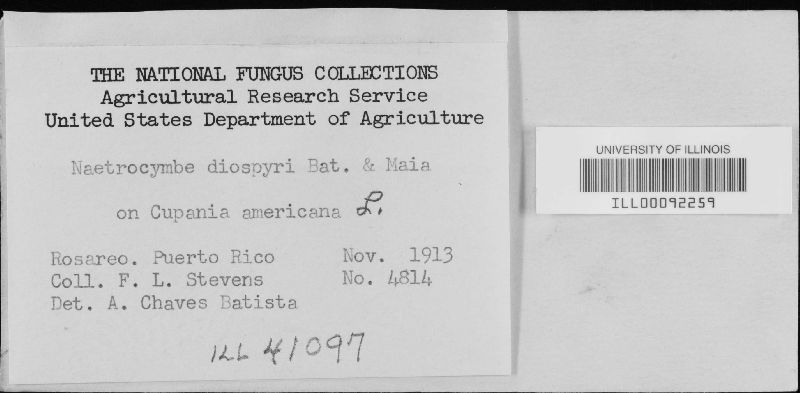 THE NATIONAL FUNGUS COLLECTIONS
Agricultural Research Service
United States Department of Agriculture
Naetrocymbe diospyri Bat. & Maia
on Cupania americana L.
Rosareo. Puerto Rico Nov. 1913
Coll. F. L. Stevens No. 4814
Det. A. Chaves Batista
ILL 41097
UNIVERSITY OF ILLINOIS
ILL00092259